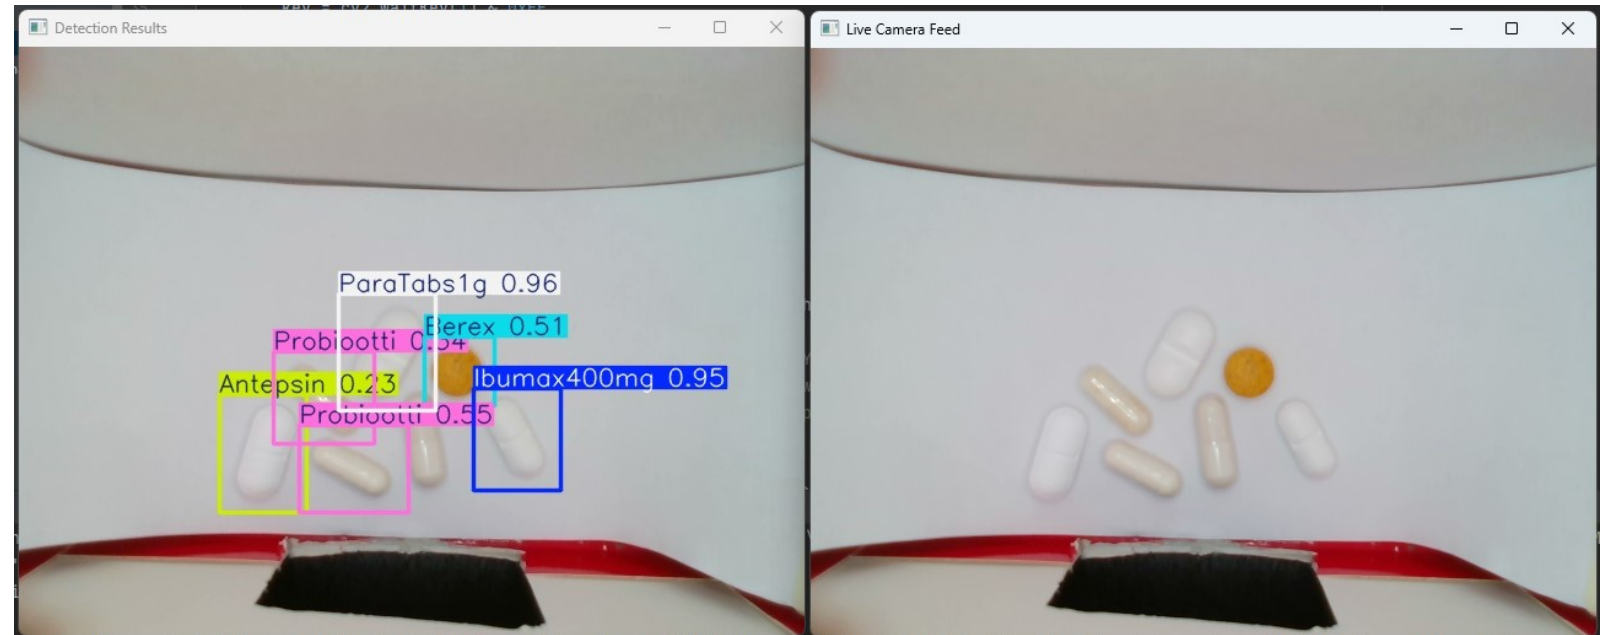 Detection Results
Live Camera Feed
ParaTabs1g 0.96
Berex 0.51
Probiootti 0.54
Ibumax400mg 0.95
Antepsin 0.23
Probiootti 0.55